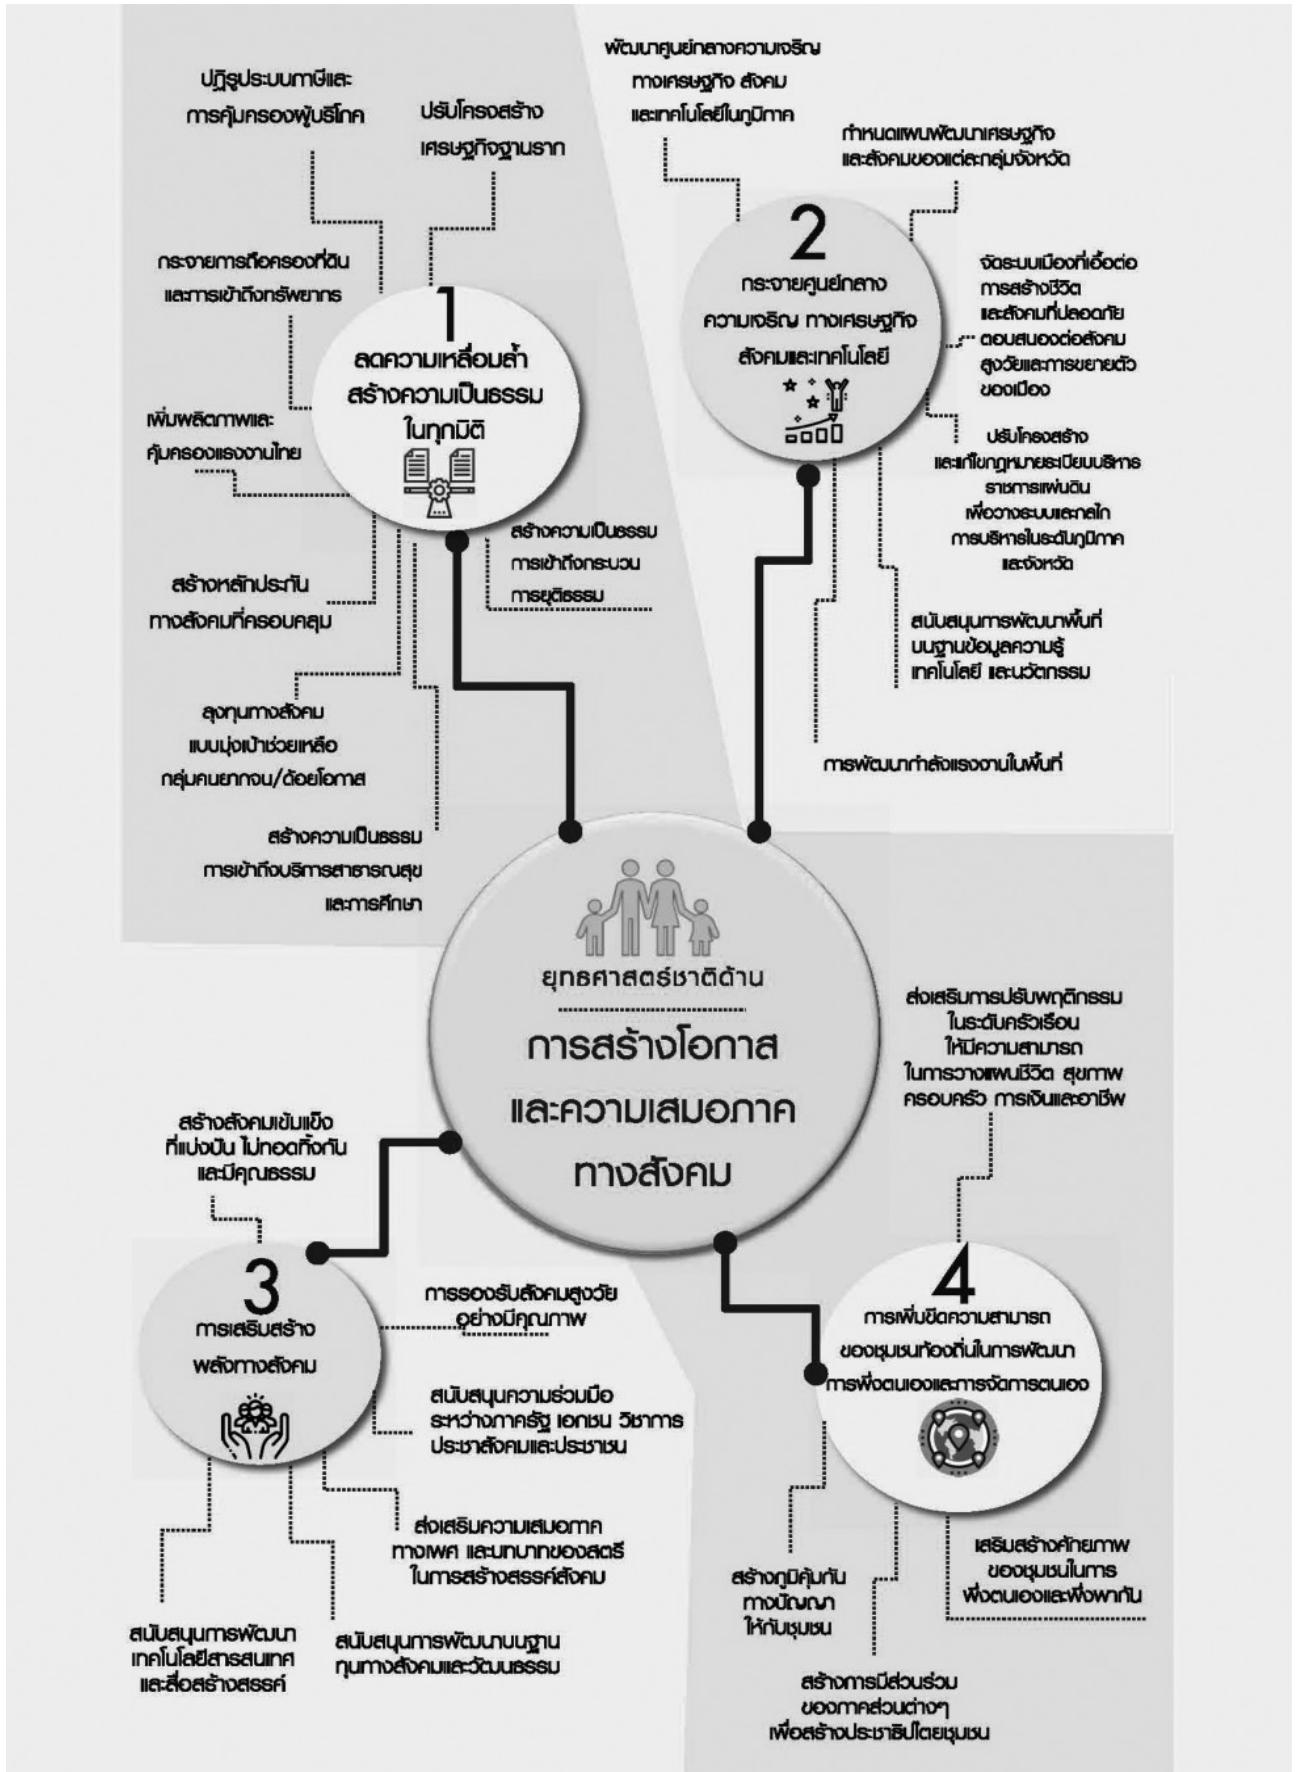 ปฏิรูประบบภาษีและ
การคุ้มครองผู้บริโภค
ปรับโครงสร้าง
เศรษฐกิจฐานราก
กระจายการถือครองที่ดิน
และการเข้าถึงทรัพยากร
1
ลดความเหลื่อมล้ำ
สร้างความเป็นธรรม
ในทุกมิติ
เพิ่มผลิตภาพและ
คุ้มครองแรงงานไทย
สร้างความเป็นธรรม
การเข้าถึงกระบวน
การยุติธรรม
สร้างหลักประกัน
ทางสังคมที่ครอบคลุม
ลงทุนทางสังคม
แบบมุ่งเป้าช่วยเหลือ
กลุ่มคนยากจน/ด้อยโอกาส
สร้างความเป็นธรรม
การเข้าถึงบริการสาธารณสุข
และการศึกษา
พัฒนาศูนย์กลางความเจริญ
ทางเศรษฐกิจ สังคม
และเทคโนโลยีในภูมิภาค
กำหนดแผนพัฒนาเศรษฐกิจ
และสังคมของแต่ละกลุ่มจังหวัด
2
กระจายศูนย์กลาง
ความเจริญ ทางเศรษฐกิจ
สังคมและเทคโนโลยี
จัดระบบเมืองที่เอื้อต่อ
การสร้างชีวิต
และสังคมที่ปลอดภัย
ตอบสนองต่อสังคม
สูงวัยและการขยายตัว
ของเมือง
ปรับโครงสร้าง
และแก้ไขกฎหมายระเบียบบริหาร
ราชการแผ่นดิน
เพื่อวางระบบและกลไก
การบริหารในระดับภูมิภาค
และจังหวัด
สนับสนุนการพัฒนาพื้นที่
บนฐานข้อมูลความรู้
เทคโนโลยี และนวัตกรรม
การพัฒนากำลังแรงงานในพื้นที่
ยุทธศาสตร์ชาติด้าน
การสร้างโอกาส
และความเสมอภาค
ทางสังคม
สร้างสังคมเข้มแข็ง
ที่แบ่งปัน ไม่ทอดทิ้งกัน
และมีคุณธรรม
3
การเสริมสร้าง
พลังทางสังคม
การรองรับสังคมสูงวัย
อย่างมีคุณภาพ
สนับสนุนความร่วมมือ
ระหว่างภาครัฐ เอกชน วิชาการ
ประชาสังคมและประชาชน
ส่งเสริมความเสมอภาค
ทางเพศ และบทบาทของสตรี
ในการสร้างสรรค์สังคม
สนับสนุนการพัฒนา
เทคโนโลยีสารสนเทศ
และสื่อสร้างสรรค์
สนับสนุนการพัฒนาบนฐาน
ทุนทางสังคมและวัฒนธรรม
ส่งเสริมการปรับพฤติกรรม
ในระดับครัวเรือน
ให้มีความสามารถ
ในการวางแผนชีวิต สุขภาพ
ครอบครัว การเงินและอาชีพ
4
การเพิ่มขีดความสามารถ
ของชุมชนท้องถิ่นในการพัฒนา
การพึ่งตนเองและการจัดการตนเอง
สร้างภูมิคุ้มกัน
ทางปัญญา
ให้กับชุมชน
เสริมสร้างศักยภาพ
ของชุมชนในการ
พึ่งตนเองและพึ่งพากัน
สร้างการมีส่วนร่วม
ของภาคส่วนต่างๆ
เพื่อสร้างประชาธิปไตยชุมชน